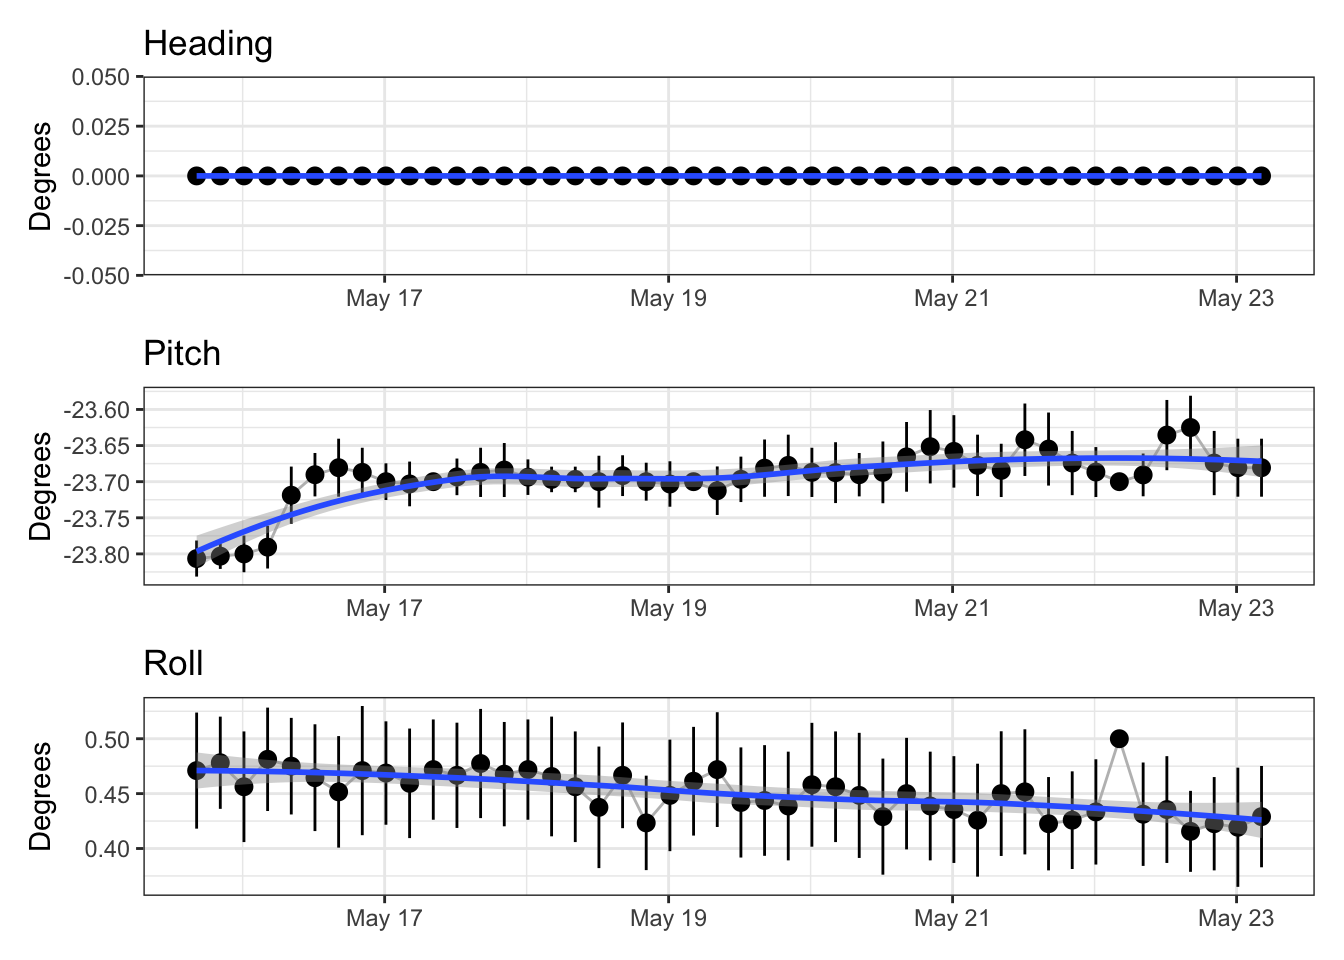 Heading
Degrees
0.050
0.025
0.000
-0.025
-0.050
May 17 May 19 May 21 May 23
Pitch
Degrees
-23.60
-23.65
-23.70
-23.75
-23.80
May 17 May 19 May 21 May 23
Roll
Degrees
0.50
0.45
0.40
May 17 May 19 May 21 May 23